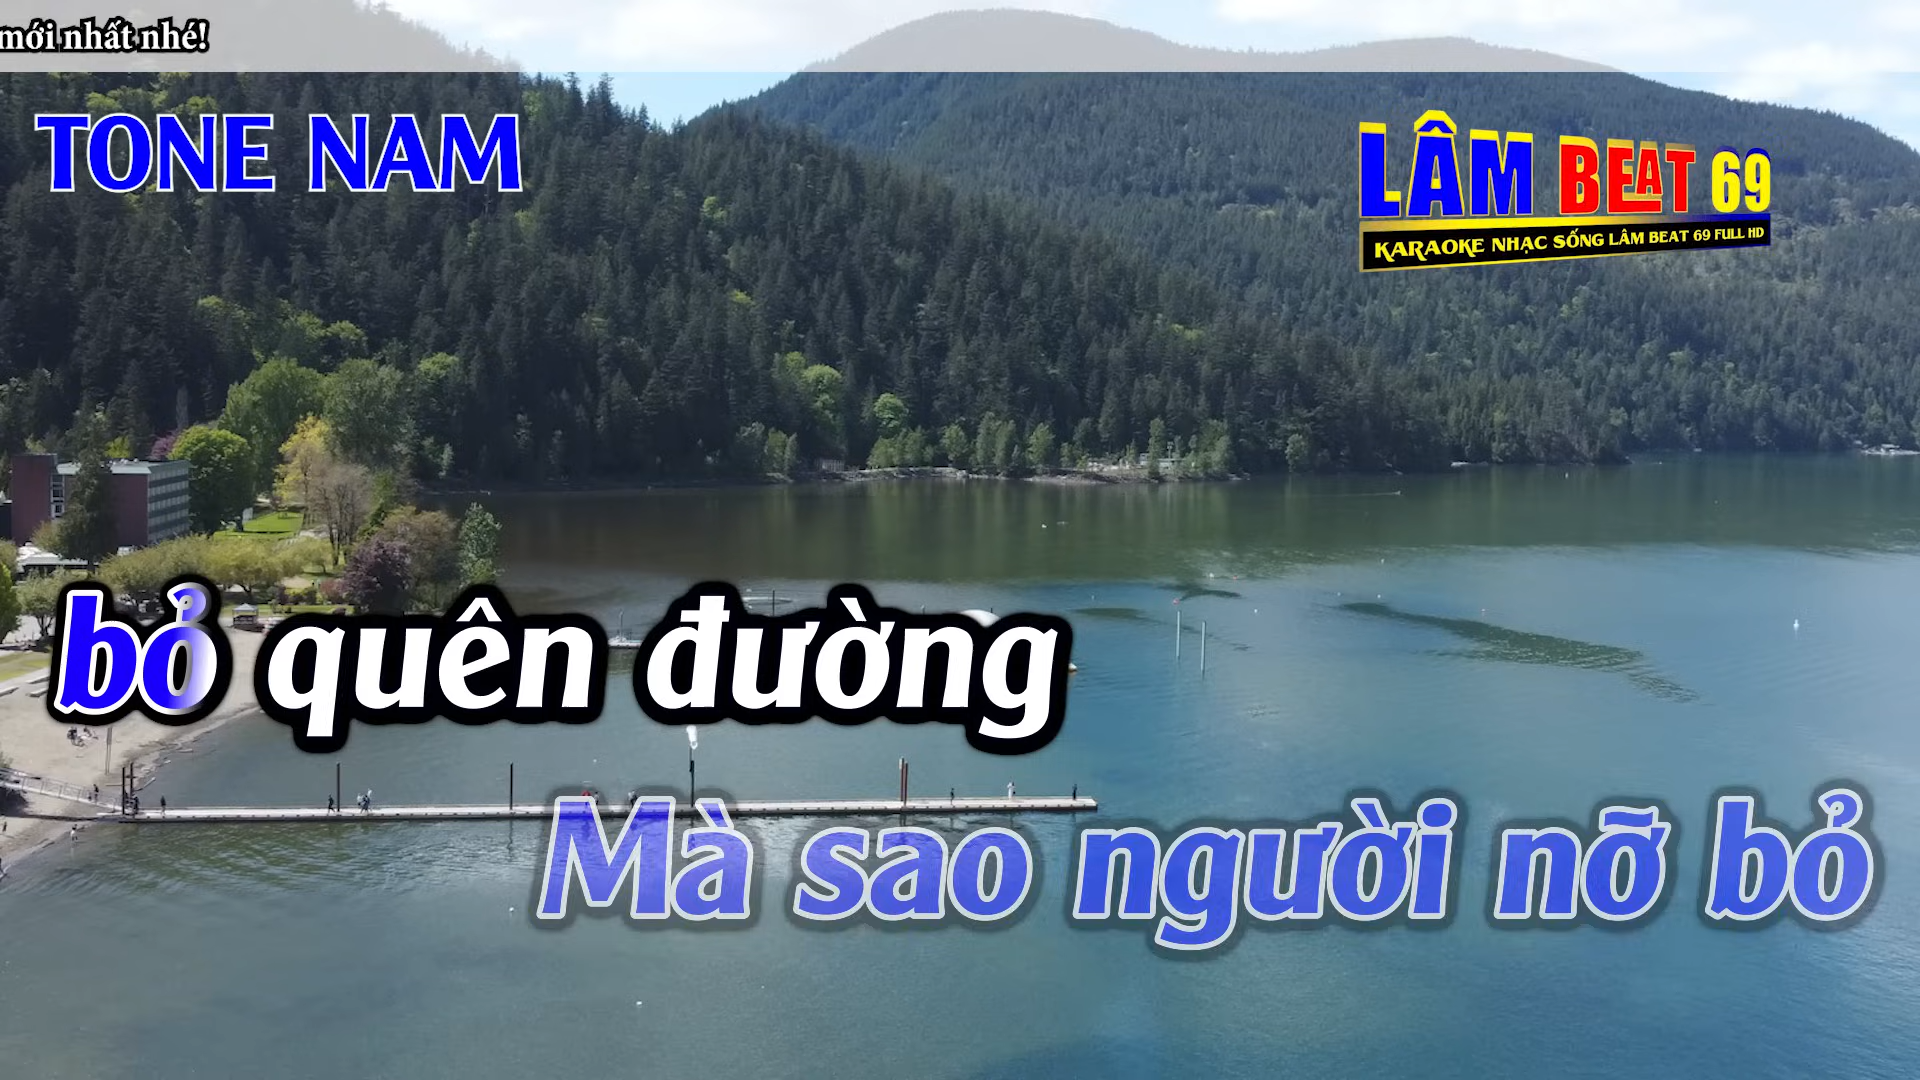 mới nhất nhé!
TONE NAM
LÂM BEAT 69
KARAOKE NHẠC SỐNG LÂM BEAT 69 FULL HD
bỏ quên đường
Mà sao người nỡ bỏ